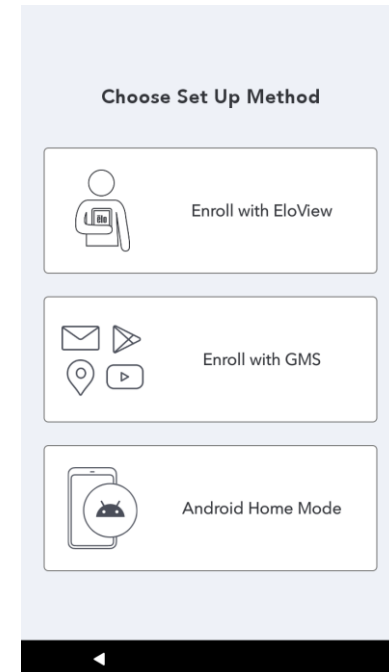 Choose Set Up Method
Elo
Enroll with EloView
Enroll with GMS
Android Home Mode